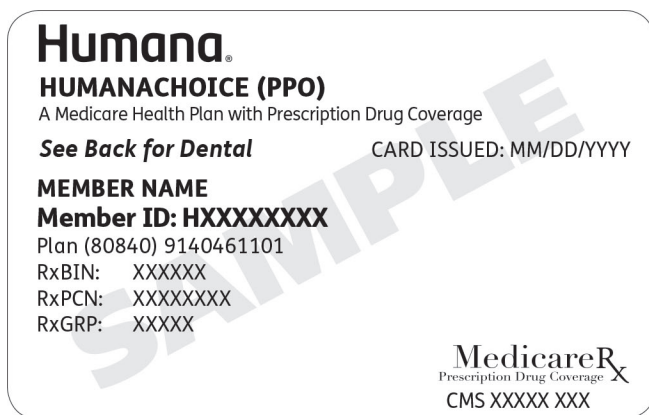 Humana®
HUMANACHOICE (PPO)
A Medicare Health Plan with Prescription Drug Coverage
See Back for Dental CARD ISSUED: MM/DD/YYYY
MEMBER NAME
Member ID: HXXXXXXXX
Plan (80840) 9140461101
RxBIN: XXXXXX
RxPCN: XXXXXXXX
RxGRP: XXXXX
SAMPLE
MedicareRx
Prescription Drug Coverage
CMS XXXXX XXX